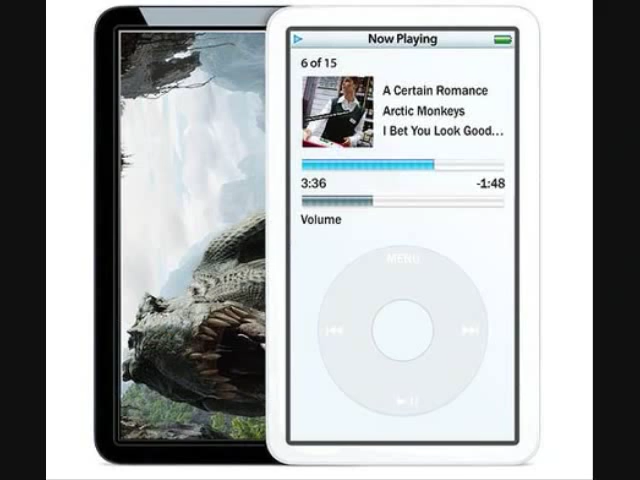 Now Playing
6 of 15
A Certain Romance
Arctic Monkeys
I Bet You Look Good...
3:36 -1:48
Volume
MENU